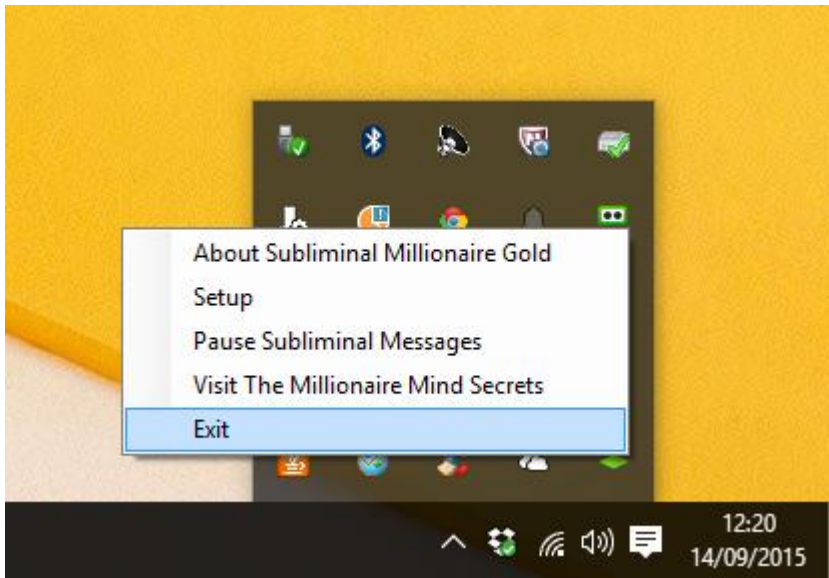 About Subliminal Millionaire Gold
Setup
Pause Subliminal Messages
Visit The Millionaire Mind Secrets
Exit
12:20
14/09/2015